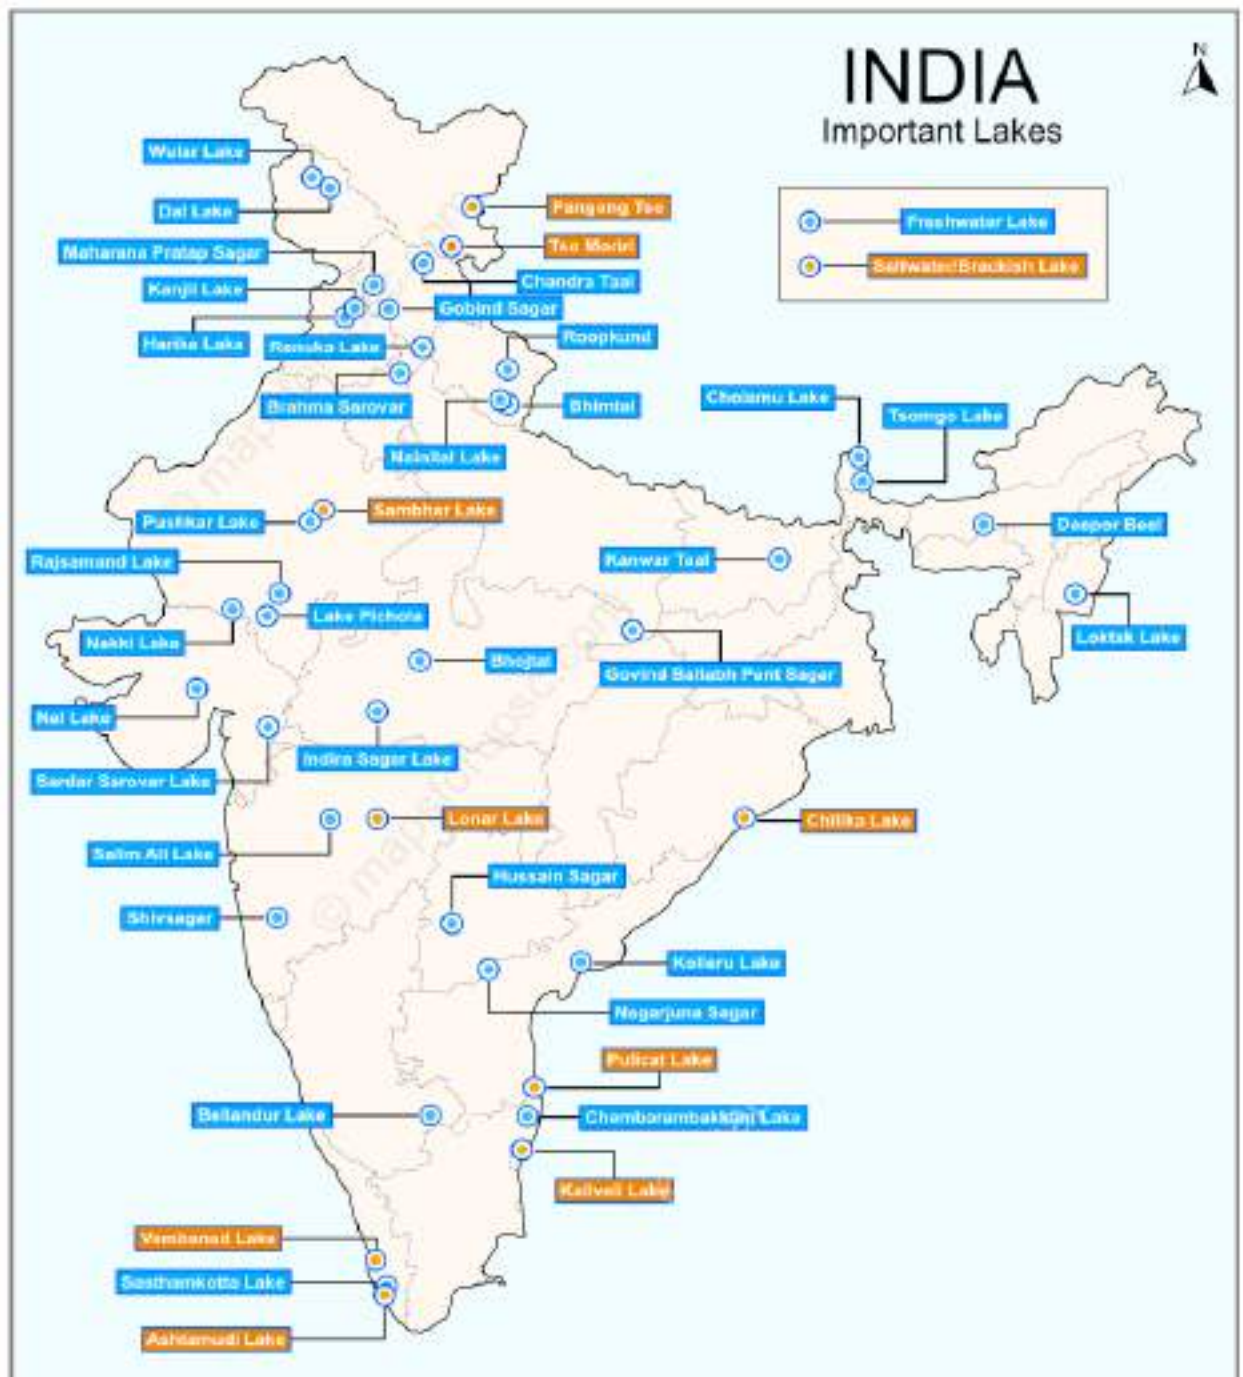 INDIA
Important Lakes
N
Freshwater Lake
Saltwater/Brackish Lake
Wular Lake
Dal Lake
Pangong Tso
Tso Moriri
Maharana Pratap Sagar
Chandra Taal
Kanjli Lake
Gobind Sagar
Harike Lake
Renuka Lake
Roopkund
Brahma Sarovar
Bhimtal
Cholamu Lake
Tsomgo Lake
Nainital Lake
Sambhar Lake
Pushkar Lake
Deepor Beel
Rajsamand Lake
Kanwar Taal
Lake Pichola
Nakki Lake
Loktak Lake
Bhojtal
Govind Ballabh Pant Sagar
Nal Lake
Indira Sagar Lake
Sardar Sarovar Lake
Lonar Lake
Chilika Lake
Salim Ali Lake
Hussain Sagar
Shivsagar
Kolleru Lake
Nagarjuna Sagar
Pulicat Lake
Bellandur Lake
Chembarambakkam Lake
Kaliveli Lake
Vembanad Lake
Sasthamkotta Lake
Ashtamudi Lake